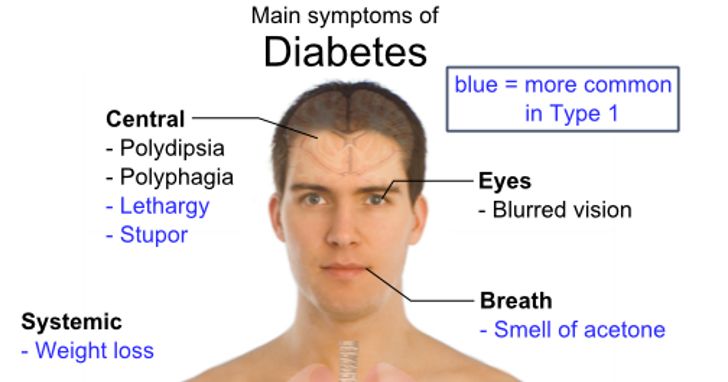 Main symptoms of
Diabetes
blue = more common
in Type 1
Central
- Polydipsia
- Polyphagia
- Lethargy
- Stupor
Eyes
- Blurred vision
Breath
- Smell of acetone
Systemic
- Weight loss